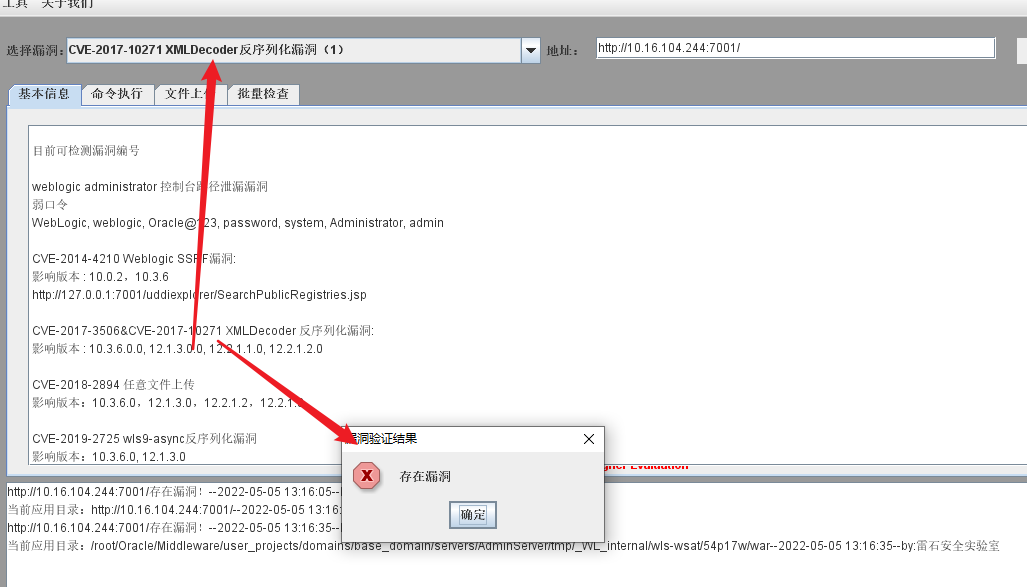 工具 关于我们
选择漏洞: CVE-2017-10271 XMLDecoder反序列化漏洞（1） 地址: http://10.16.104.244:7001/
基本信息 命令执行 文件上 批量检查
目前可检测漏洞编号
weblogic administrator 控制台路径泄漏漏洞
弱口令
WebLogic, weblogic, Oracle@123, password, system, Administrator, admin
CVE-2014-4210 Weblogic SSRF漏洞:
影响版本 : 10.0.2，10.3.6
http://127.0.0.1:7001/uddiexplorer/SearchPublicRegistries.jsp
CVE-2017-3506&CVE-2017-10271 XMLDecoder 反序列化漏洞:
影响版本 : 10.3.6.0.0, 12.1.3.0.0, 12.2.1.1.0, 12.2.1.2.0
CVE-2018-2894 任意文件上传
影响版本：10.3.6.0，12.1.3.0，12.2.1.2，12.2.1.
CVE-2019-2725 wls9-async反序列化漏洞
影响版本：10.3.6.0, 12.1.3.0
漏洞验证结果
存在漏洞
确定
Evaluation
http://10.16.104.244:7001/存在漏洞！--2022-05-05 13:16:05--
当前应用目录：http://10.16.104.244:7001/--2022-05-05 13:16
http://10.16.104.244:7001/存在漏洞！--2022-05-05 13:16:35--
当前应用目录：/root/Oracle/Middleware/user_projects/domains/base_domain/servers/AdminServer/tmp/_WL_internal/wls-wsat/54p17w/war--2022-05-05 13:16:35--by:雷石安全实验室